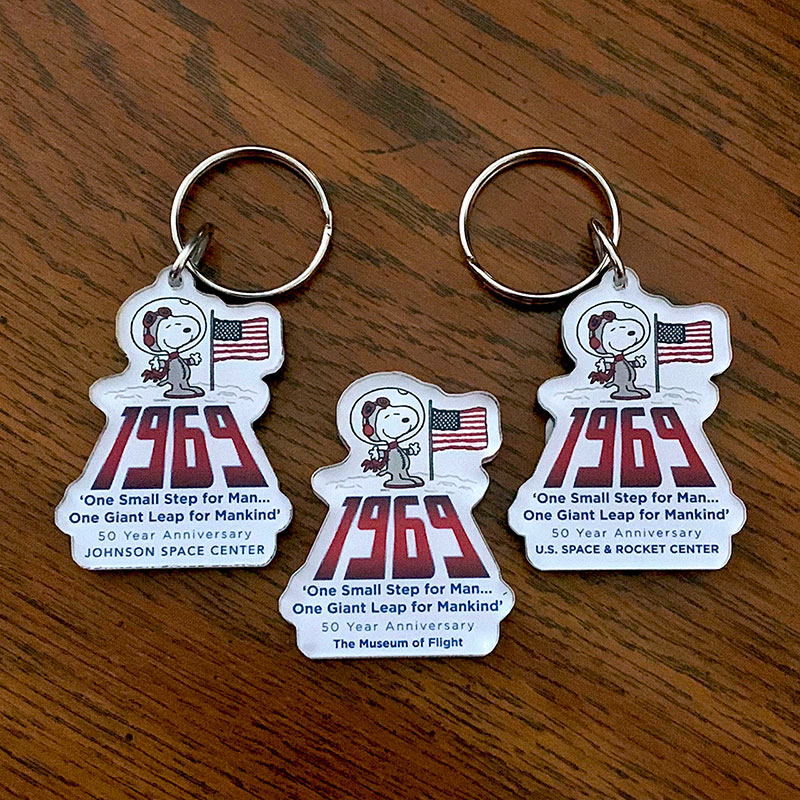 1969
'One Small Step for Man...
One Giant Leap for Mankind'
50 Year Anniversary
JOHNSON SPACE CENTER
1969
'One Small Step for Man...
One Giant Leap for Mankind'
50 Year Anniversary
The Museum of Flight
1969
'One Small Step for Man...
One Giant Leap for Mankind'
50 Year Anniversary
U.S. SPACE & ROCKET CENTER